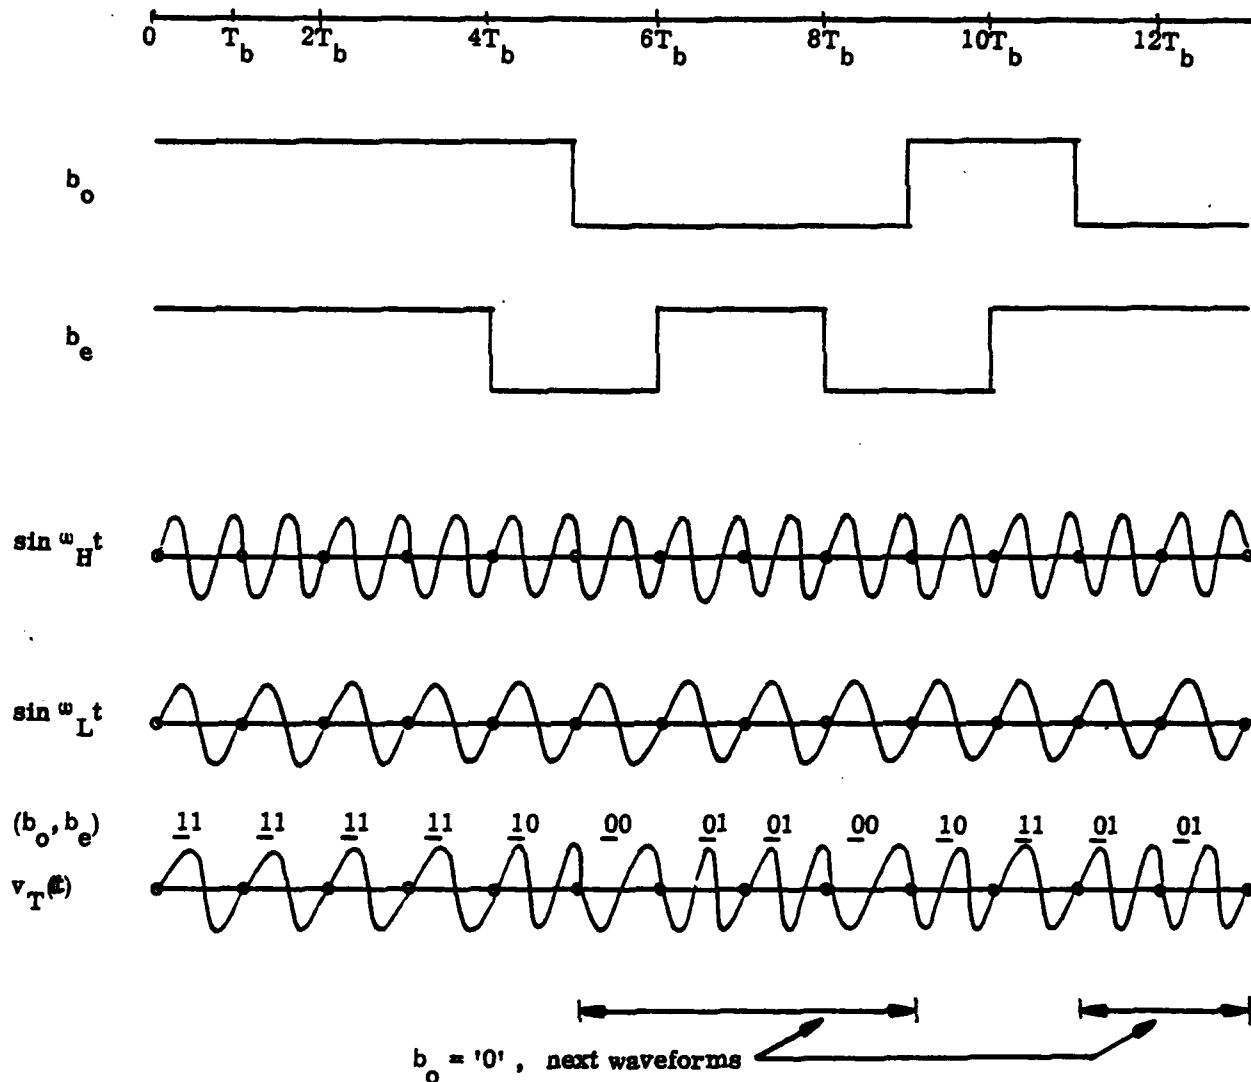 0 T_b 2T_b 4T_b 6T_b 8T_b 10T_b 12T_b
b_o
b_e
sin ω_H t
sin ω_L t
(b_o, b_e) 11 11 11 11 10 00 01 01 00 10 11 01 01
v_T(t)
b_o = '0' , next waveforms